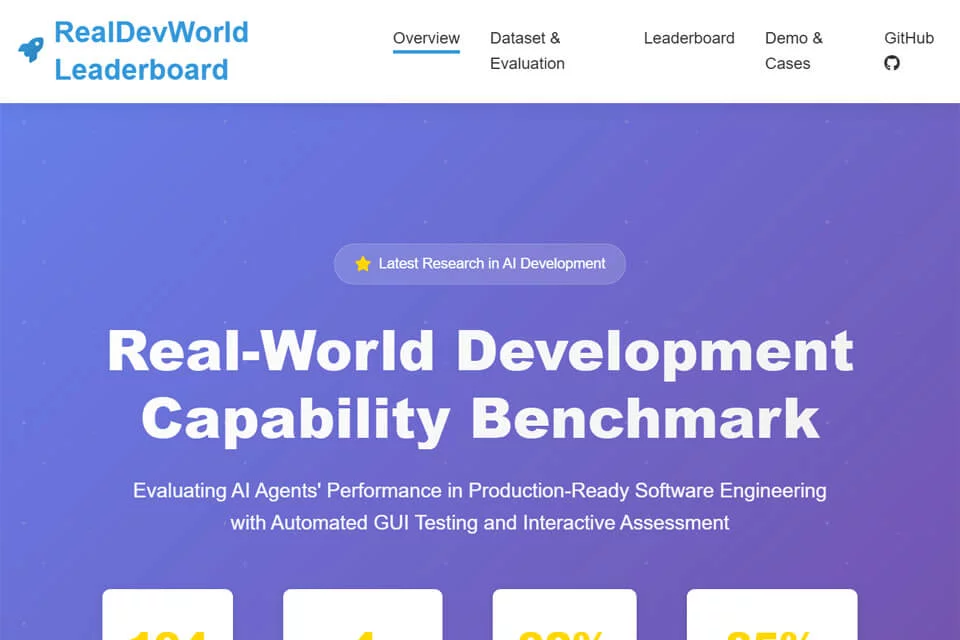 RealDevWorld
Leaderboard
Overview
Dataset &
Evaluation
Leaderboard
Demo &
Cases
GitHub
Latest Research in AI Development
Real-World Development
Capability Benchmark
Evaluating AI Agents' Performance in Production-Ready Software Engineering
with Automated GUI Testing and Interactive Assessment